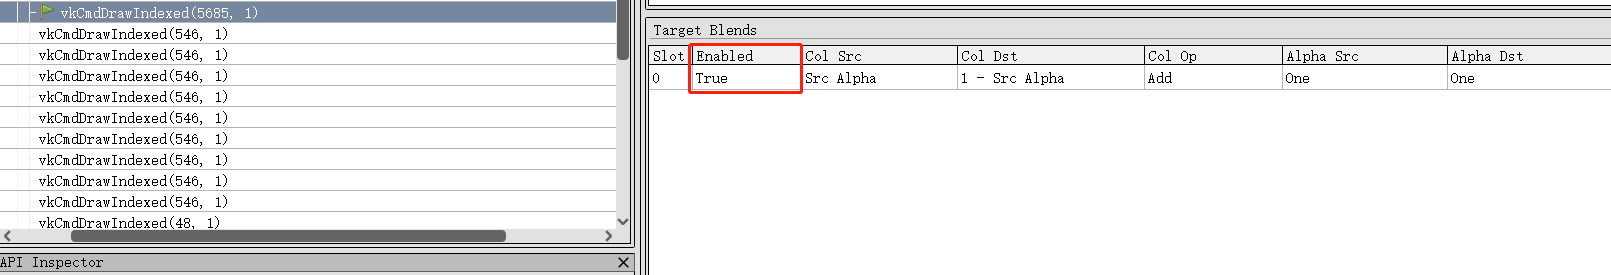 vkCmdDrawIndexed(5685, 1)
vkCmdDrawIndexed(546, 1)
vkCmdDrawIndexed(546, 1)
vkCmdDrawIndexed(546, 1)
vkCmdDrawIndexed(546, 1)
vkCmdDrawIndexed(546, 1)
vkCmdDrawIndexed(546, 1)
vkCmdDrawIndexed(546, 1)
vkCmdDrawIndexed(546, 1)
vkCmdDrawIndexed(546, 1)
vkCmdDrawIndexed(48, 1)
API Inspector
Target Blends
Slot Enabled Col Src Col Dst Col Op Alpha Src Alpha Dst
0 True Src Alpha 1 - Src Alpha Add One One